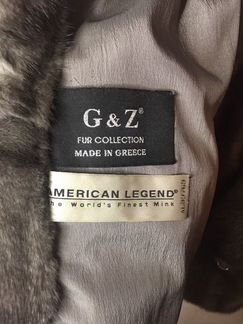 G & Z®
FUR COLLECTION
MADE IN GREECE
AMERICAN LEGEND®
The World's Finest Mink